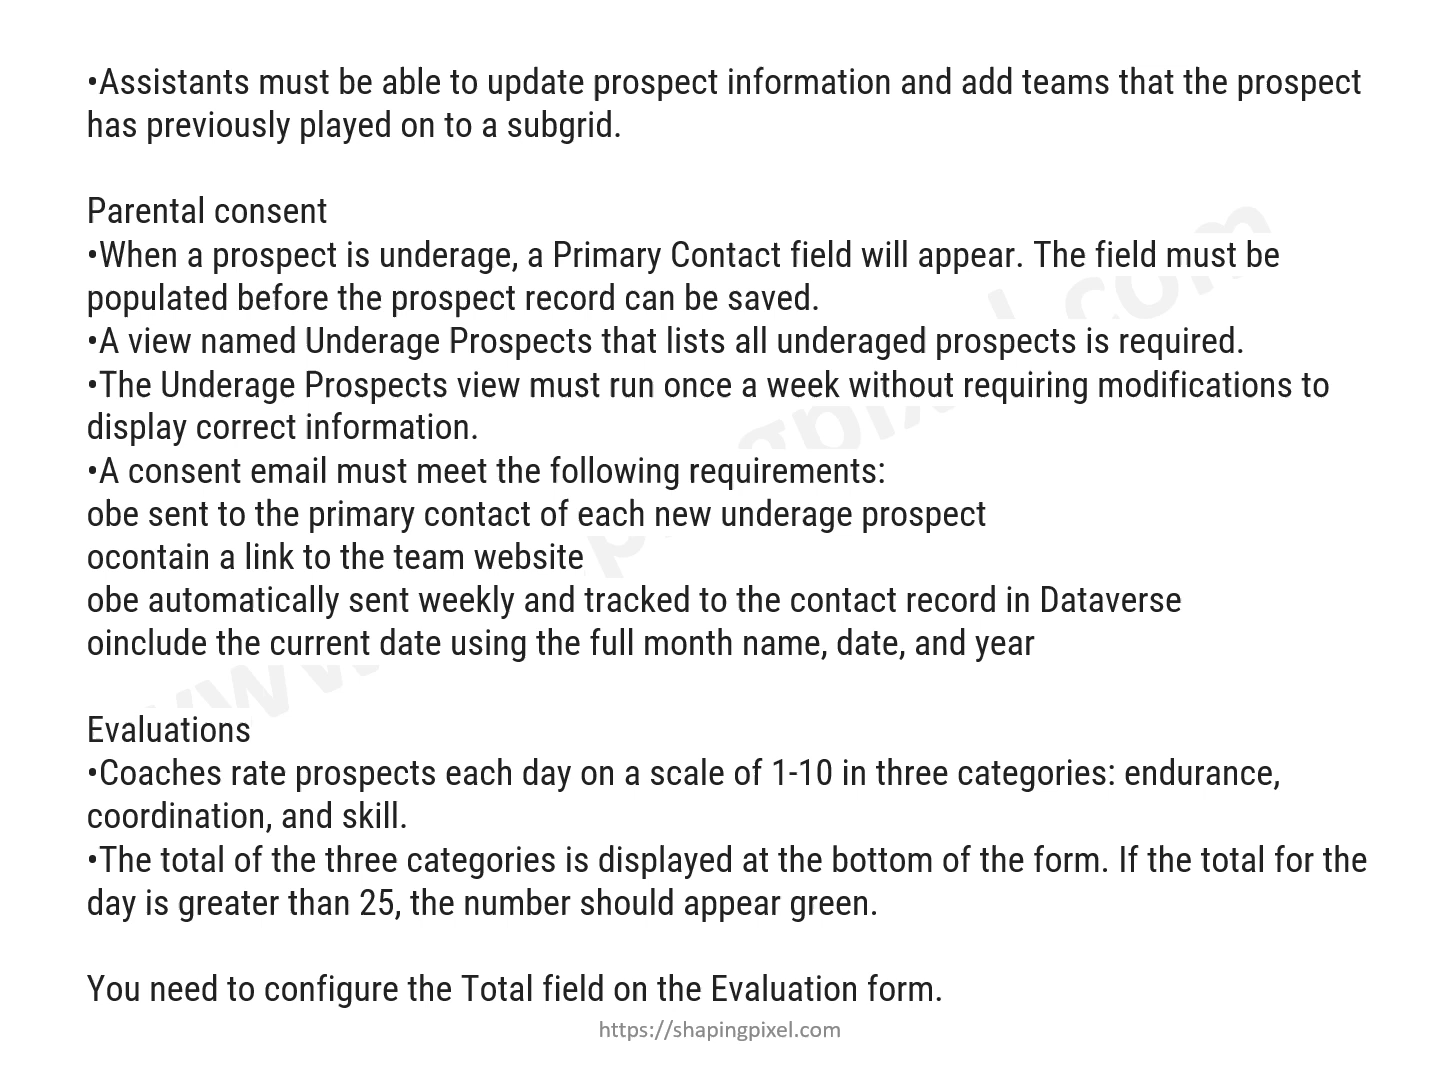 •Assistants must be able to update prospect information and add teams that the prospect
has previously played on to a subgrid.
Parental consent
•When a prospect is underage, a Primary Contact field will appear. The field must be
populated before the prospect record can be saved.
•A view named Underage Prospects that lists all underaged prospects is required.
•The Underage Prospects view must run once a week without requiring modifications to
display correct information.
•A consent email must meet the following requirements:
obe sent to the primary contact of each new underage prospect
ocontain a link to the team website
obe automatically sent weekly and tracked to the contact record in Dataverse
oinclude the current date using the full month name, date, and year
Evaluations
•Coaches rate prospects each day on a scale of 1-10 in three categories: endurance,
coordination, and skill.
•The total of the three categories is displayed at the bottom of the form. If the total for the
day is greater than 25, the number should appear green.
You need to configure the Total field on the Evaluation form.
https://shapingpixel.com